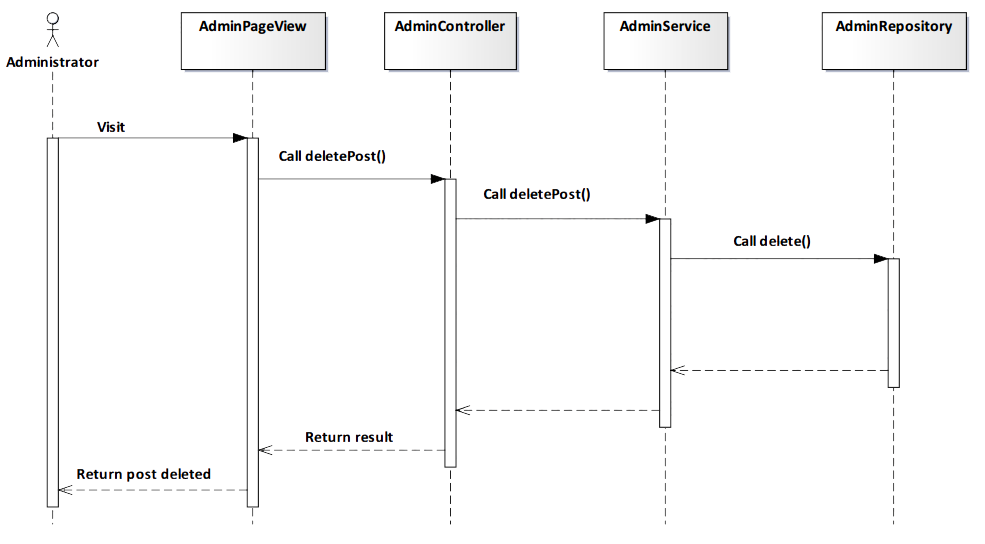 AdminPageView
AdminController
AdminService
AdminRepository
Administrator
Visit
Call deletePost()
Call deletePost()
Call delete()
Return result
Return post deleted